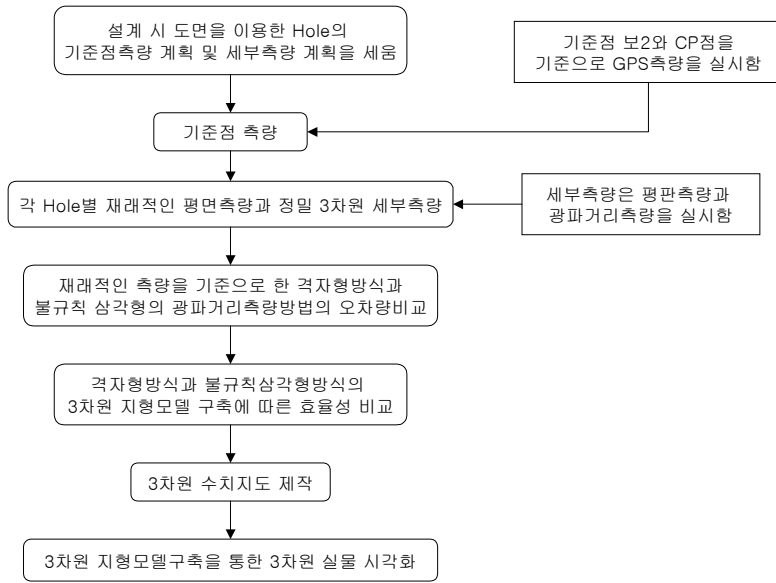 설계 시 도면을 이용한 Hole의
기준점측량 계획 및 세부측량 계획을 세움
기준점 보2와 CP점을
기준으로 GPS측량을 실시함
기준점 측량
각 Hole별 재래적인 평면측량과 정밀 3차원 세부측량
세부측량은 평판측량과
광파거리측량을 실시함
재래적인 측량을 기준으로 한 격자형방식과
불규칙 삼각형의 광파거리측량방법의 오차량비교
격자형방식과 불규칙삼각형방식의
3차원 지형모델 구축에 따른 효율성 비교
3차원 수치지도 제작
3차원 지형모델구축을 통한 3차원 실물 시각화